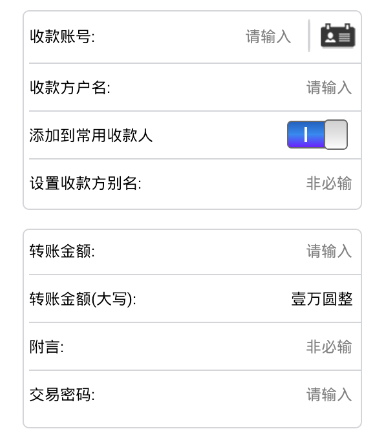 收款账号: 请输入
收款方户名: 请输入
添加到常用收款人
设置收款方别名: 非必输
转账金额: 请输入
转账金额(大写): 壹万圆整
附言: 非必输
交易密码: 请输入